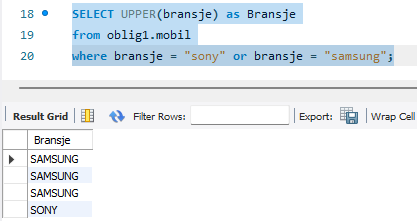 18 SELECT UPPER(bransje) as Bransje
19 from oblig1.mobil
20 where bransje = "sony" or bransje = "samsung";
Result Grid Filter Rows: Export: Wrap Cell
Bransje
SAMSUNG
SAMSUNG
SAMSUNG
SONY